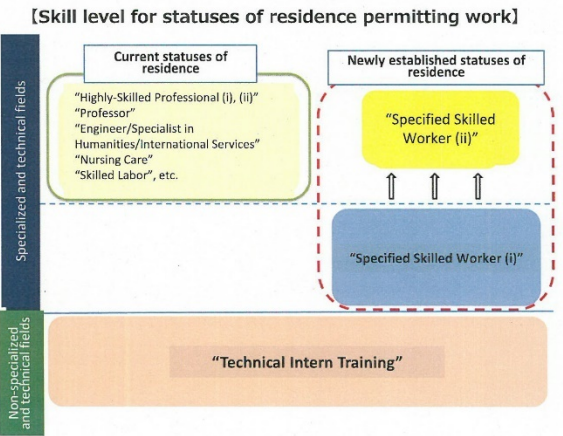 【Skill level for statuses of residence permitting work】
Current statuses of
residence
Newly established statuses of
residence
Specialized and technical fields
“Highly-Skilled Professional (i), (ii)”
“Professor”
“Engineer/Specialist in
Humanities/International Services”
“Nursing Care”
“Skilled Labor”, etc.
“Specified Skilled
Worker (ii)”
“Specified Skilled Worker (i)”
Non-specialized
and technical fields
“Technical Intern Training”